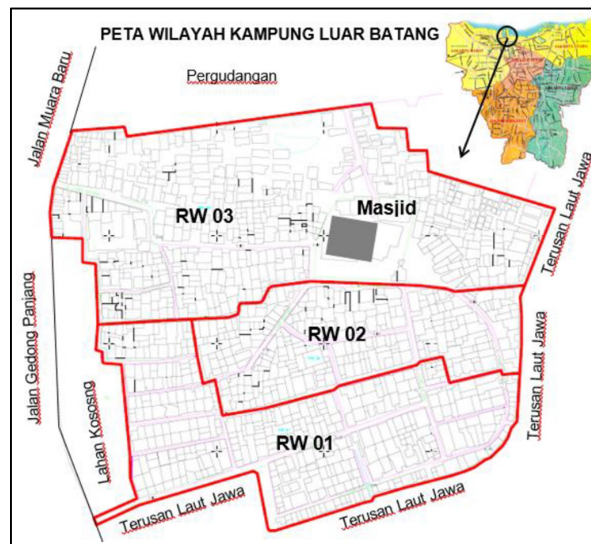 PETA WILAYAH KAMPUNG LUAR BATANG
Jalan Muara Baru
Pergudangan
RW 03
Masjid
Terusan Laut Jawa
Jalan Gedong Panjang
RW 02
Terusan Laut Jawa
Lahan Kososng
RW 01
Terusan Laut Jawa
Terusan Laut Jawa